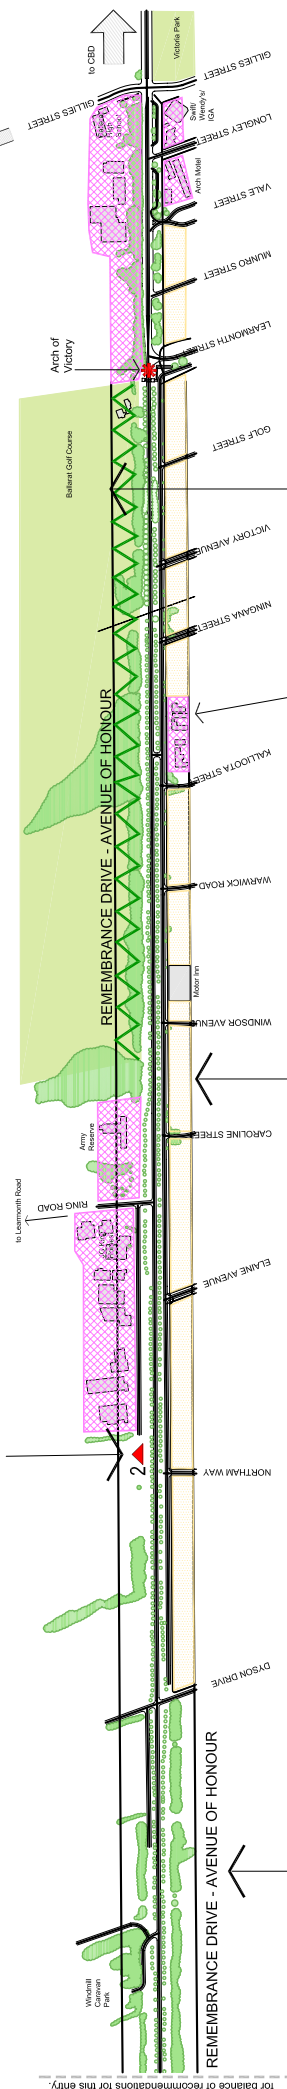 to CBD
Victoria Park
GILLIES STREET
GILLIES STREET
Swift/
Wendy's/
IGA
LONGLEY STREET
Arch Motel
VALE STREET
MUNRO STREET
LEARMONTH STREET
Arch of
Victory
GOLF STREET
Ballarat Golf Course
VICTORY AVENUE
NINGANA STREET
REMEMBRANCE DRIVE - AVENUE OF HONOUR
KALLIOOTA STREET
WARWICK ROAD
Motor Inn
WINDSOR AVENUE
CAROLINE STREET
Army
Reserve
RING ROAD
to Learmonth Road
ELAINE AVENUE
2
NORTHAM WAY
DYSON DRIVE
REMEMBRANCE DRIVE - AVENUE OF HONOUR
Windmill
Caravan
Park
for balance of recommendations for this entry.